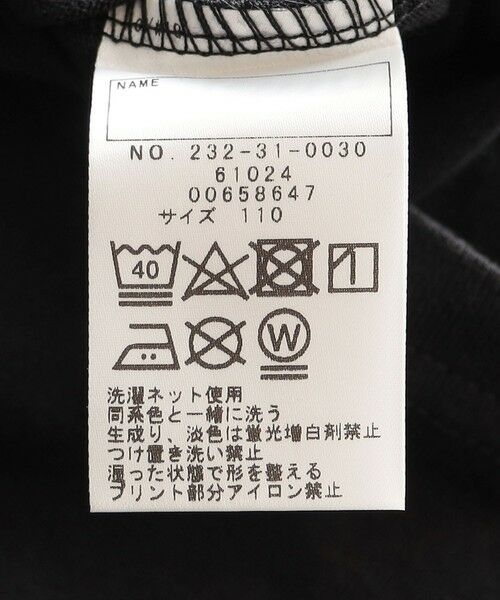 NAME
NO. 232-31-0030
61024
00658647
サイズ 110
40
W
洗濯ネット使用
同系色と一緒に洗う
生成り、淡色は蛍光増白剤禁止
つけ置き洗い禁止
湿った状態で形を整える
プリント部分アイロン禁止